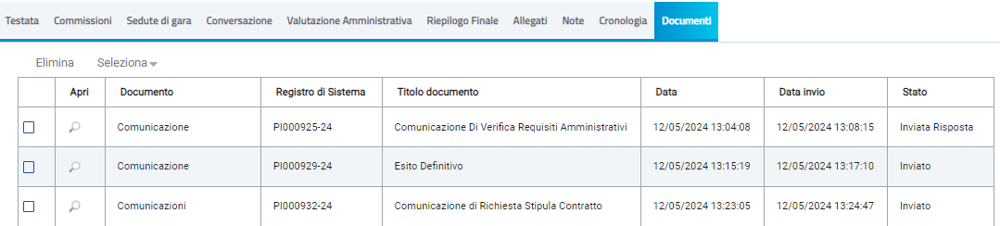 Testata Commissioni Sedute di gara Conversazione Valutazione Amministrativa Riepilogo Finale Allegati Note Cronologia Documenti
Elimina Seleziona
Apri Documento Registro di Sistema Titolo documento Data Data invio Stato
Comunicazione PI000925-24 Comunicazione Di Verifica Requisiti Amministrativi 12/05/2024 13:04:08 12/05/2024 13:08:15 Inviata Risposta
Comunicazione PI000929-24 Esito Definitivo 12/05/2024 13:15:19 12/05/2024 13:17:10 Inviato
Comunicazioni PI000932-24 Comunicazione di Richiesta Stipula Contratto 12/05/2024 13:23:05 12/05/2024 13:24:47 Inviato